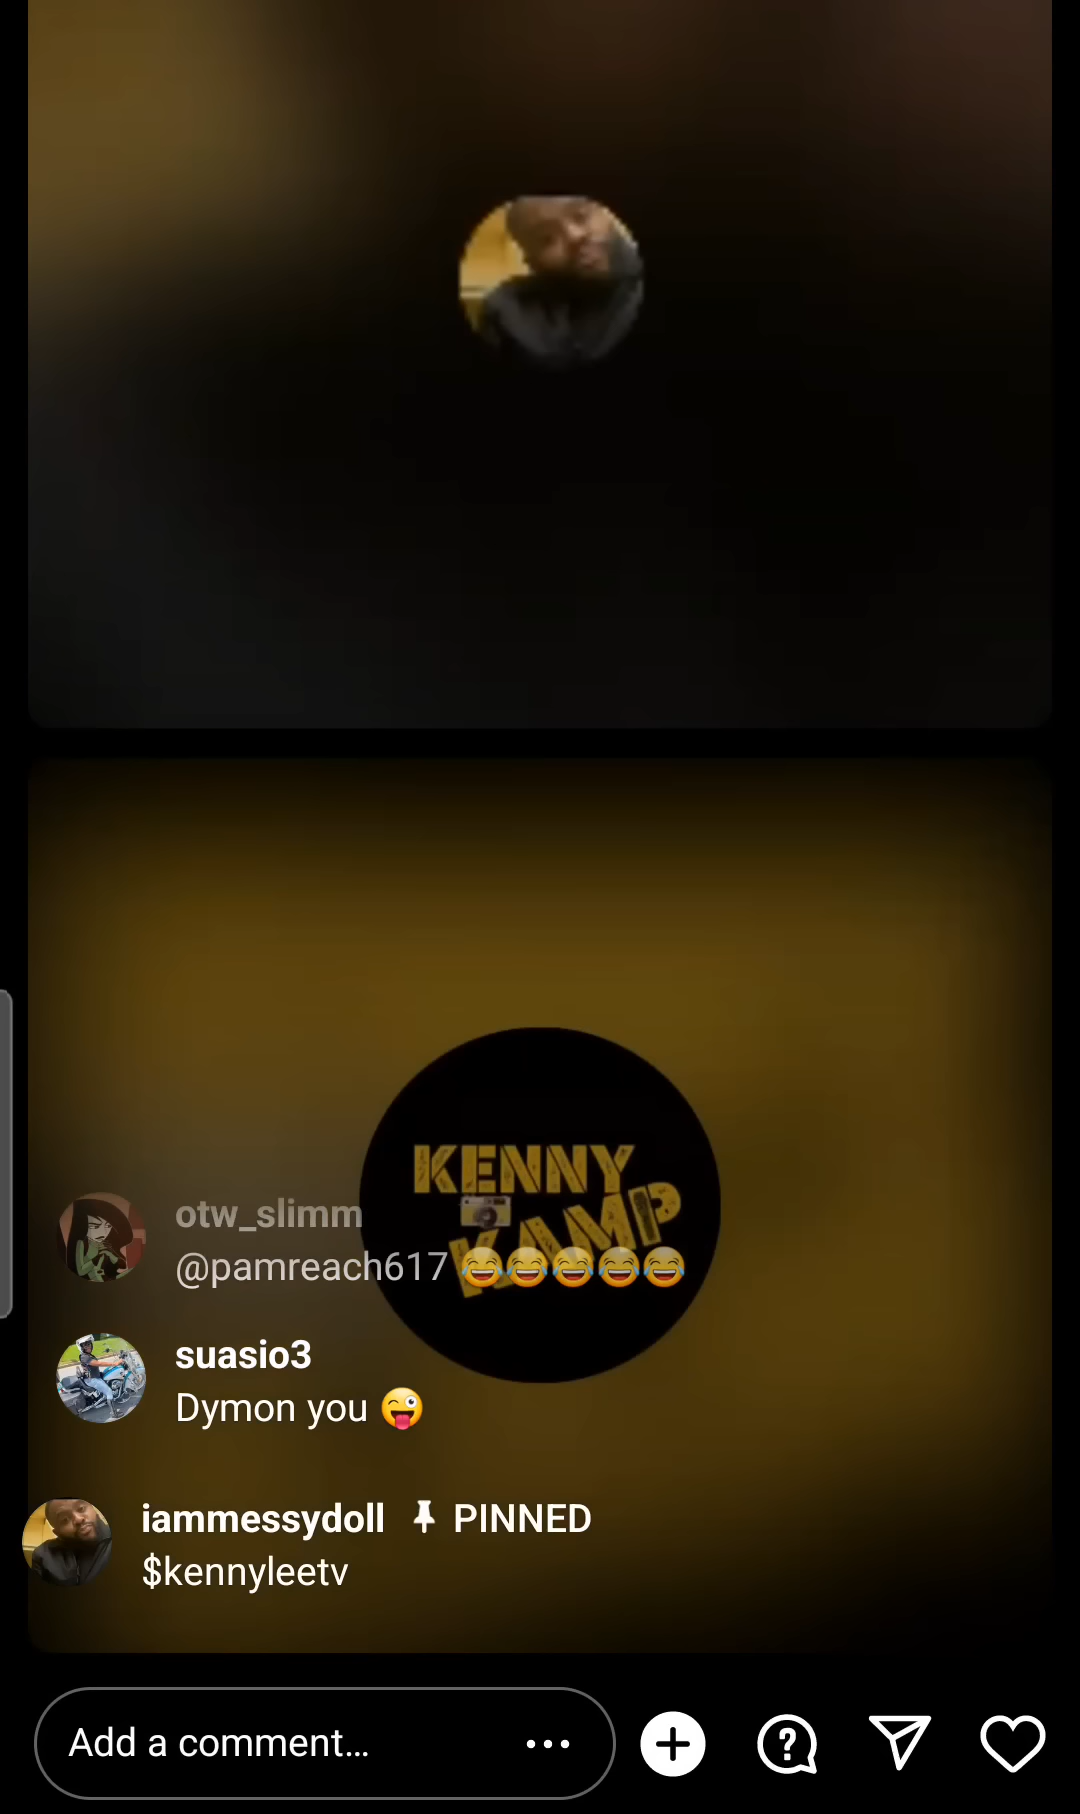 KENNY
KAMP
otw_slimm
@pamreach617 😂😂😂😂😂
suasio3
Dymon you 😜
iammessydoll 📌 PINNED
$kennyleetv
Add a comment...